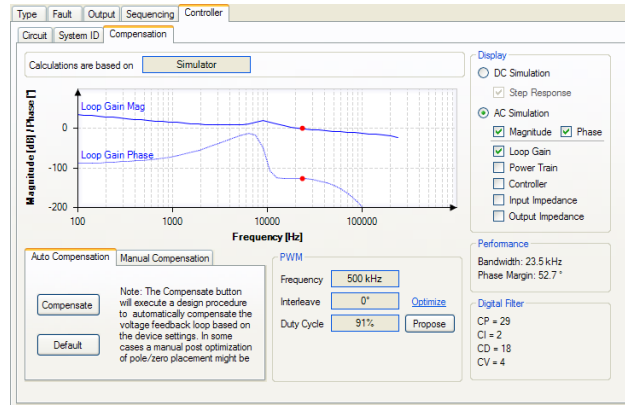 Type Fault Output Sequencing Controller
Circuit System ID Compensation
Calculations are based on Simulator
Magnitude [dB] / Phase [°]
Loop Gain Mag
Loop Gain Phase
0
-100
-200
100 1000 10000 100000
Frequency [Hz]
Display
DC Simulation
Step Response
AC Simulation
Magnitude Phase
Loop Gain
Power Train
Controller
Input Impedance
Output Impedance
Auto Compensation Manual Compensation
Compensate
Default
Note: The Compensate button
will execute a design procedure
to automatically compensate the
voltage feedback loop based on
the device settings. In some
cases a manual post optimization
of pole/zero placement might be
PWM
Frequency 500 kHz
Interleave 0° Optimize
Duty Cycle 91% Propose
Performance
Bandwidth: 23.5 kHz
Phase Margin: 52.7 °
Digital Filter
CP = 29
CI = 2
CD = 18
CV = 4